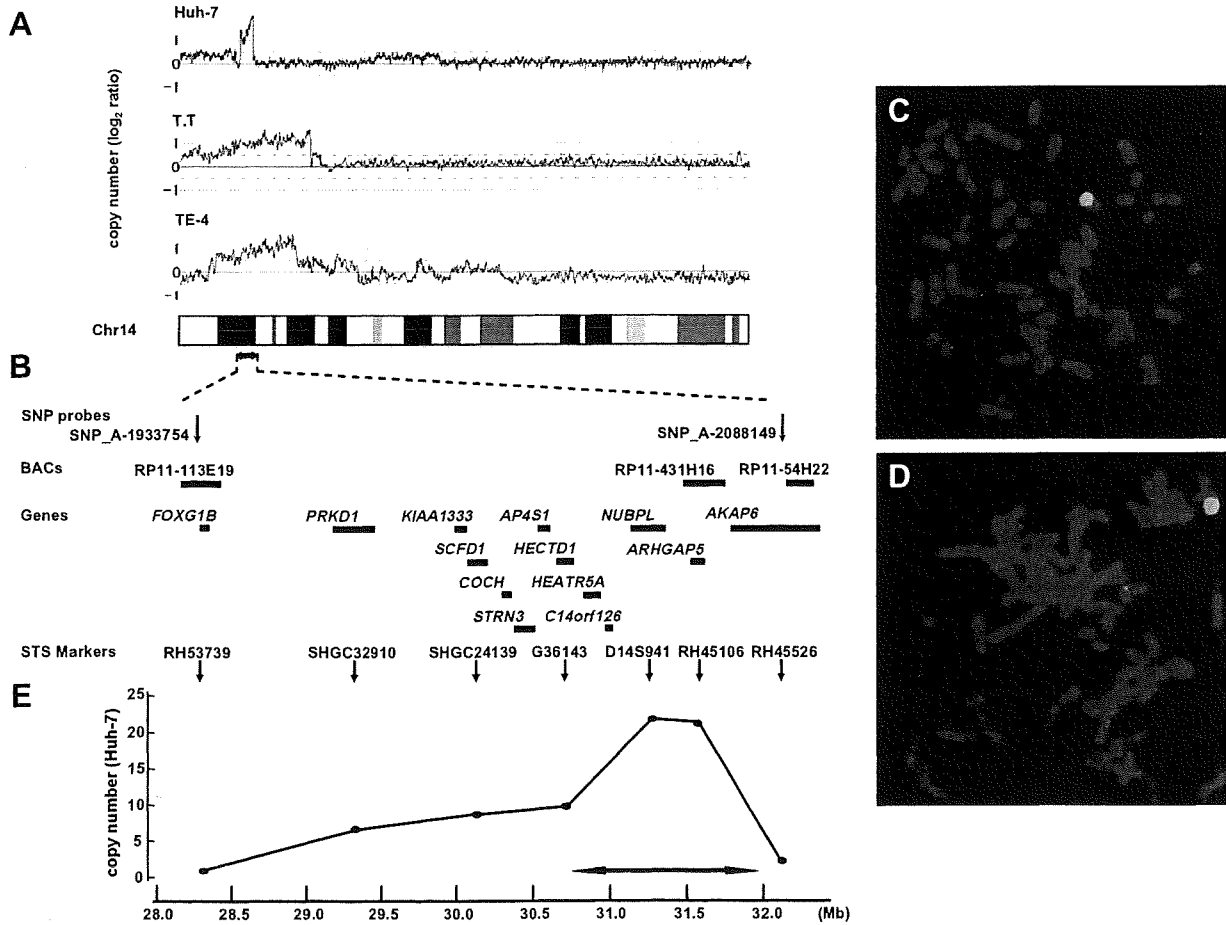 A
Huh-7
1
0
−1
T.T
1
0
−1
TE-4
1
0
−1
copy number (log2 ratio)
Chr14
B
SNP probes
SNP_A-1933754
SNP_A-2088149
BACs
RP11-113E19
RP11-431H16
RP11-54H22
Genes
FOXG1B
PRKD1
KIAA1333
AP4S1
NUBPL
AKAP6
SCFD1
HECTD1
ARHGAP5
COCH
HEATR5A
STRN3
C14orf126
STS Markers
RH53739
SHGC32910
SHGC24139
G36143
D14S941
RH45106
RH45526
E
copy number (Huh-7)
25
20
15
10
5
0
28.0 28.5 29.0 29.5 30.0 30.5 31.0 31.5 32.0 (Mb)
C
D